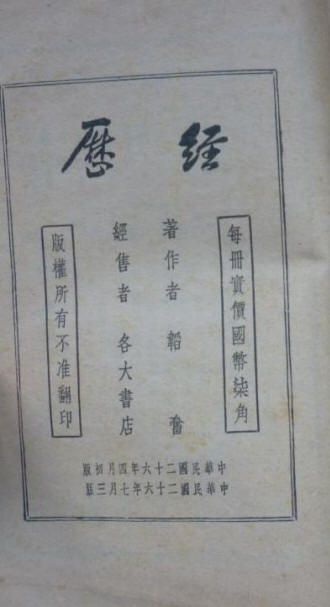 經歷
每冊實價國幣柒角
著作者 韜奮
經售者 各大書店
版權所有不准翻印
中華民國二十六年四月初版
中華民國二十六年七月三版